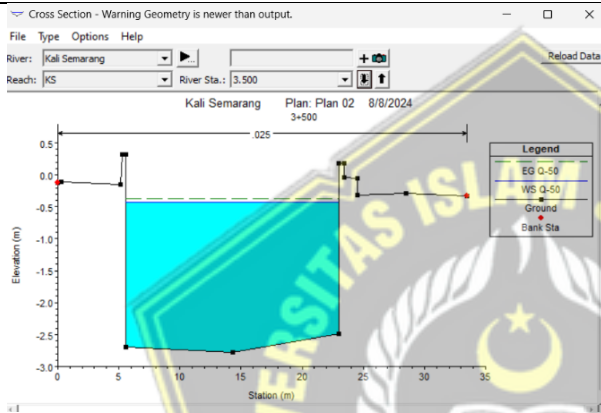 Cross Section - Warning Geometry is newer than output.
File Type Options Help
River: Kali Semarang
Reload Data
Reach: KS River Sta.: 3.500
Kali Semarang Plan: Plan 02 8/8/2024
3+500
.025
Legend
EG Q-50
WS Q-50
Ground
Bank Sta
Elevation (m)
0.5
0.0
-0.5
-1.0
-1.5
-2.0
-2.5
-3.0
0 5 10 15 20 25 30 35
Station (m)